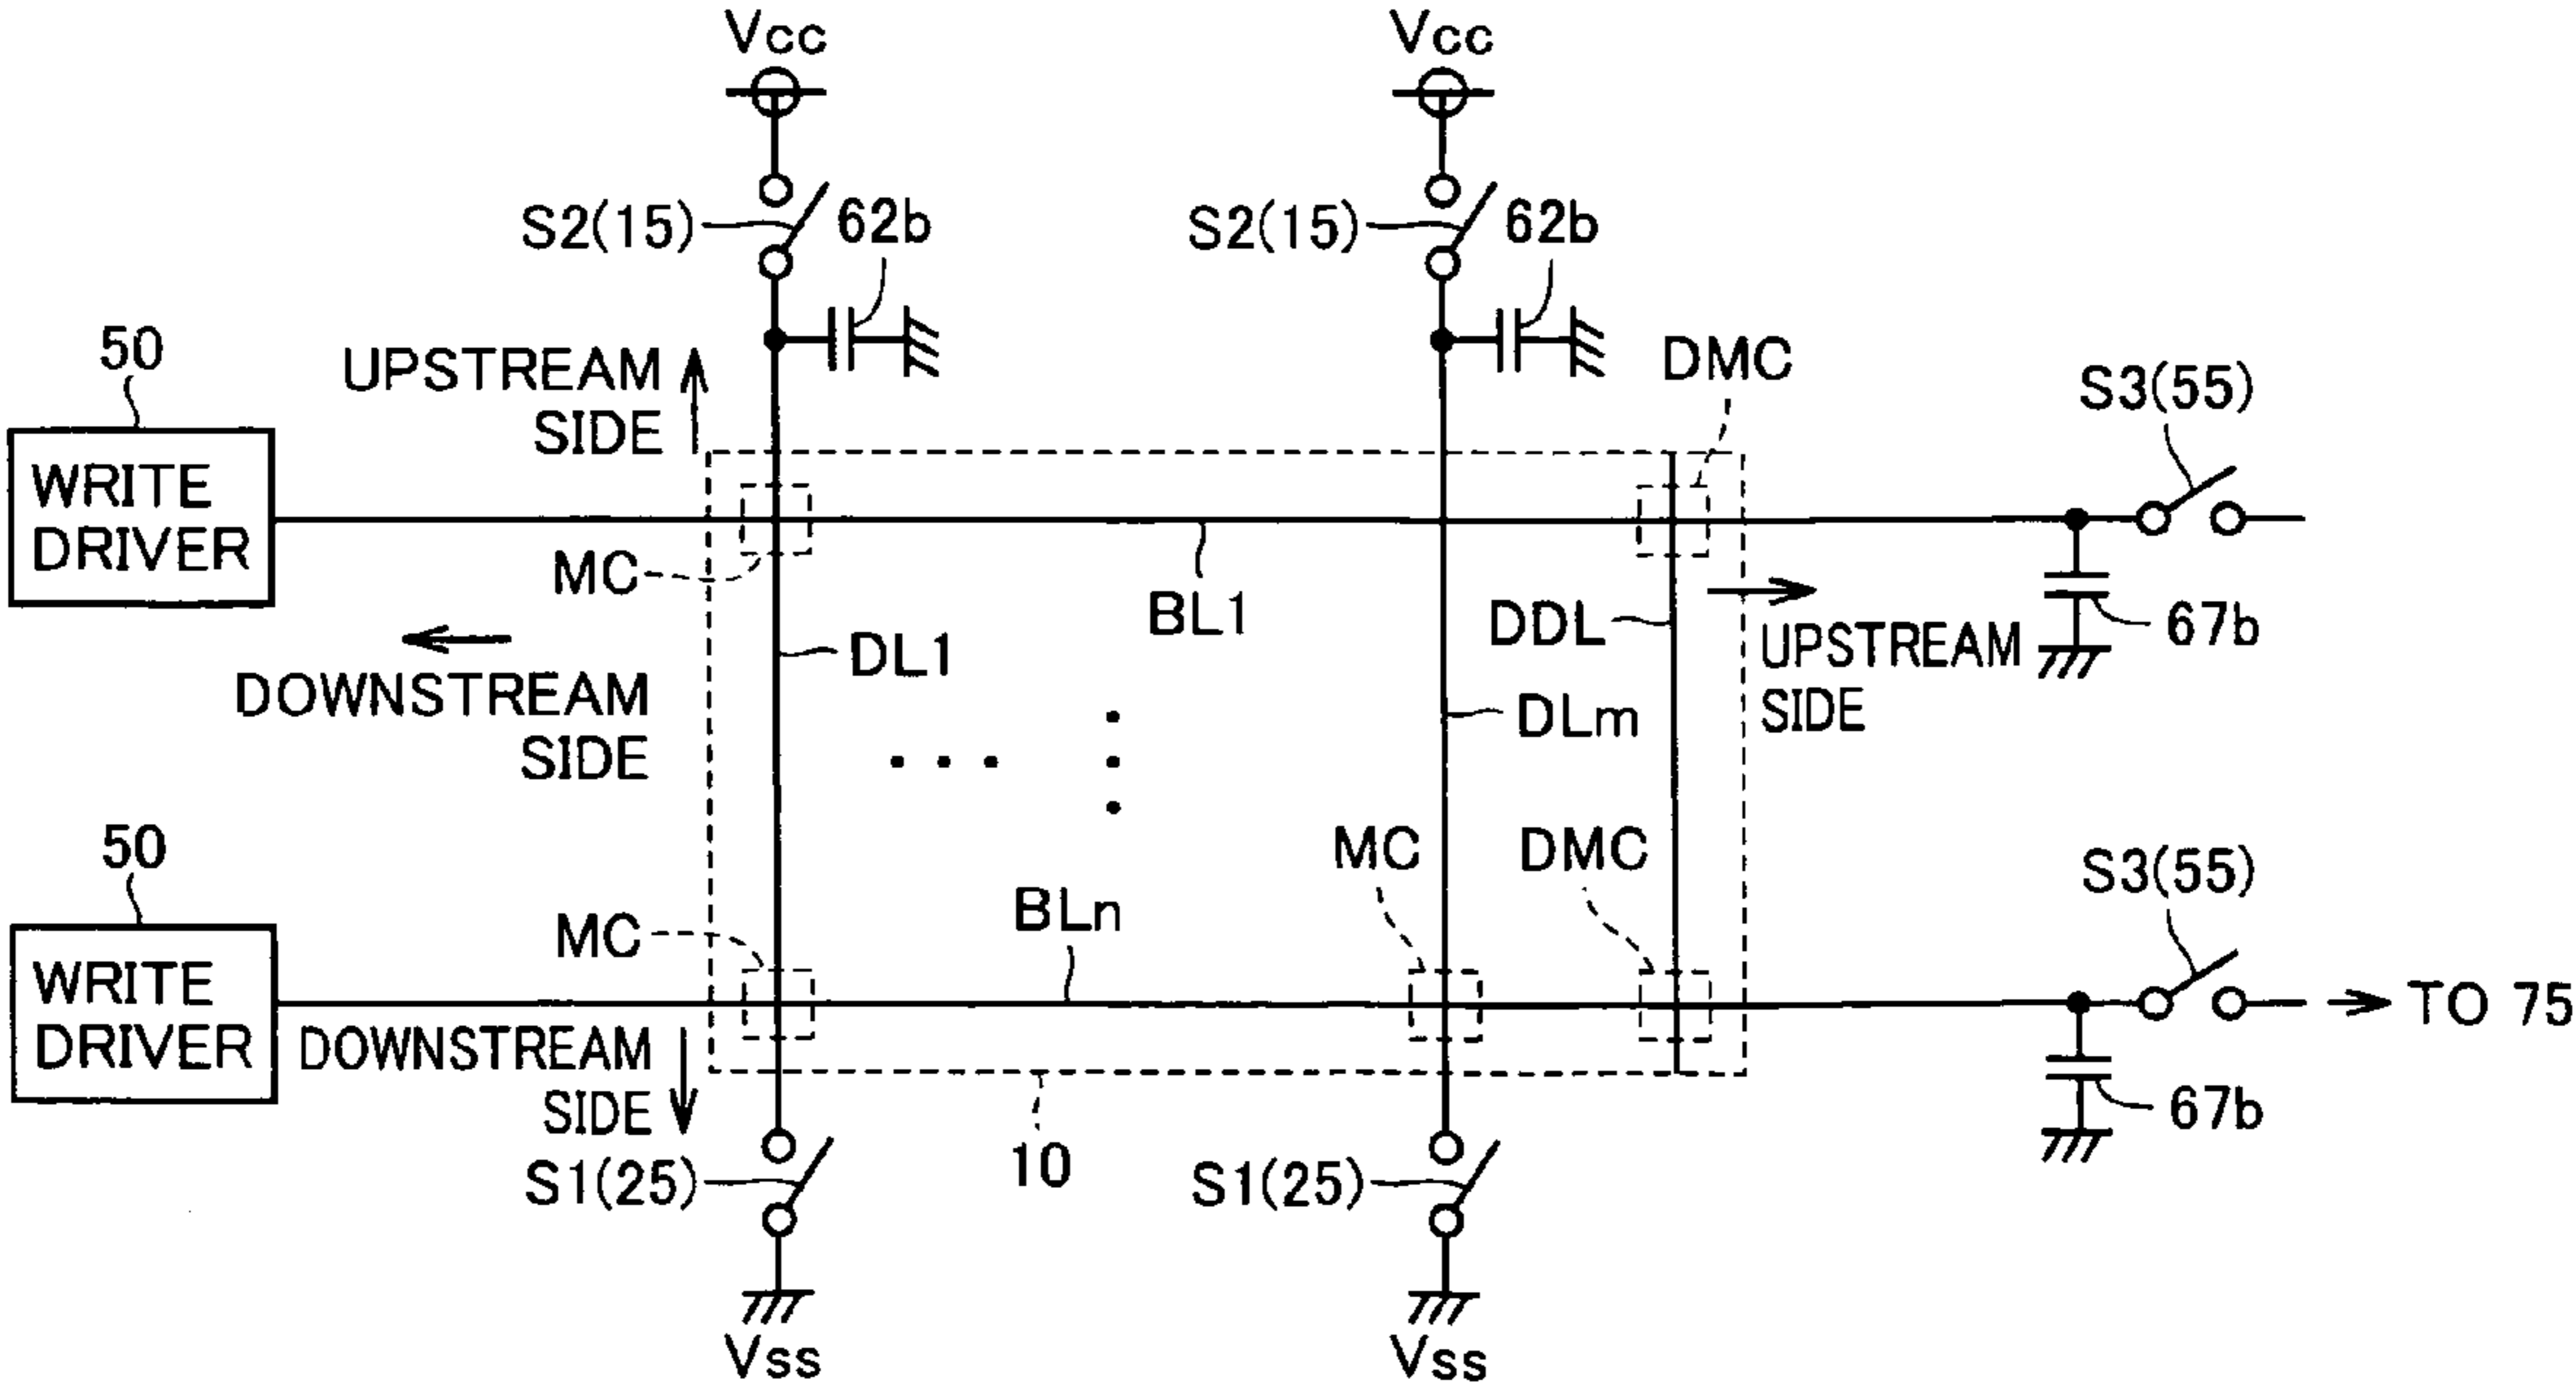 Vcc
Vcc
S2(15)
62b
S2(15)
62b
50
UPSTREAM
SIDE
DMC
S3(55)
WRITE
DRIVER
MC
BL1
DDL
67b
UPSTREAM
SIDE
DL1
DOWNSTREAM
SIDE
DLm
. . .
50
MC
DMC
S3(55)
BLn
MC
WRITE
DRIVER
TO 75
DOWNSTREAM
SIDE
67b
10
S1(25)
S1(25)
Vss
Vss